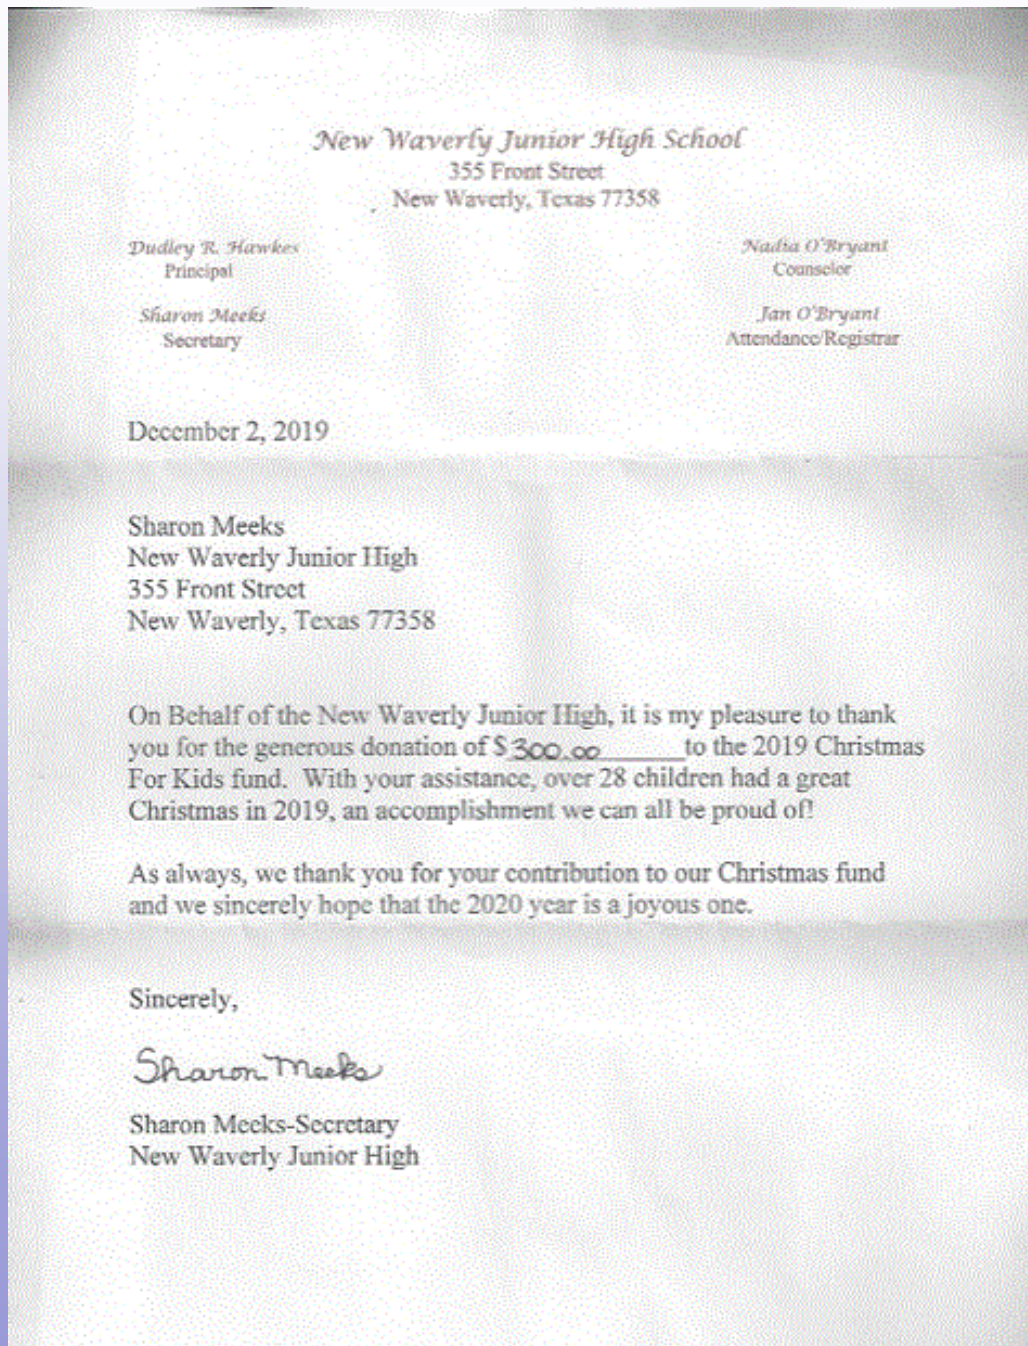 New Waverly Junior High School
355 Front Street
New Waverly, Texas 77358
Dudley R. Hawkes
Principal
Nadia O'Bryant
Counselor
Sharon Meeks
Secretary
Jan O'Bryant
Attendance/Registrar
December 2, 2019
Sharon Meeks
New Waverly Junior High
355 Front Street
New Waverly, Texas 77358
On Behalf of the New Waverly Junior High, it is my pleasure to thank
you for the generous donation of $ 300.00 to the 2019 Christmas
For Kids fund. With your assistance, over 28 children had a great
Christmas in 2019, an accomplishment we can all be proud of!
As always, we thank you for your contribution to our Christmas fund
and we sincerely hope that the 2020 year is a joyous one.
Sincerely,
Sharon Meeks
Sharon Meeks-Secretary
New Waverly Junior High